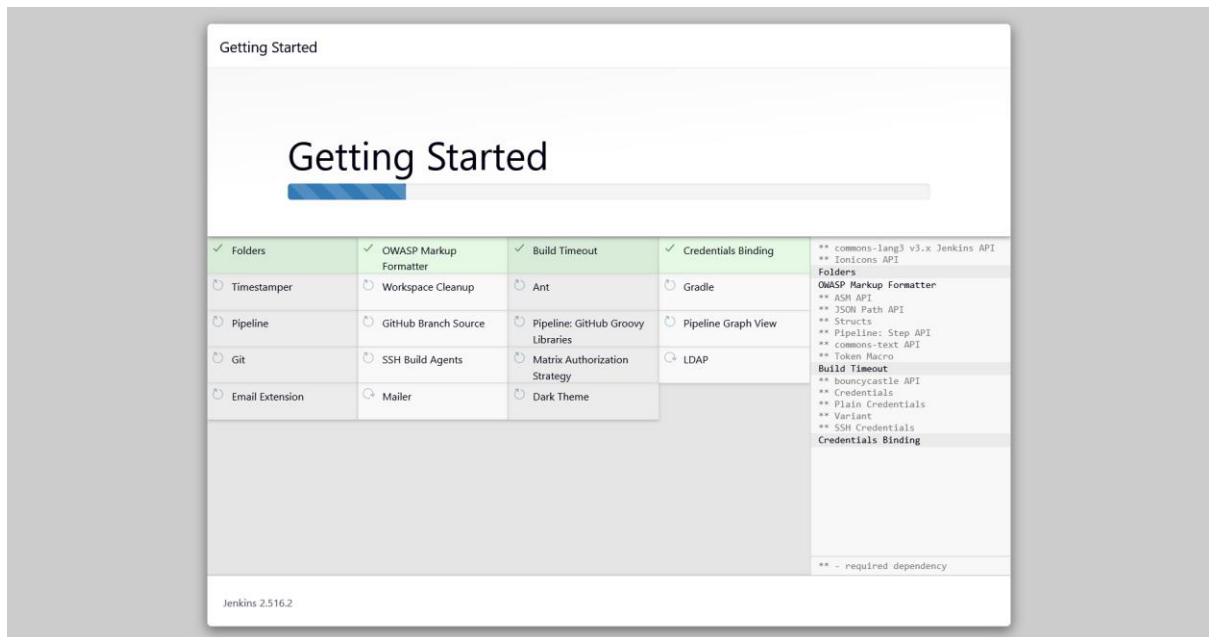 Getting Started
Getting Started
Folders
OWASP Markup
Formatter
Build Timeout
Credentials Binding
Timestamper
Workspace Cleanup
Ant
Gradle
Pipeline
GitHub Branch Source
Pipeline: GitHub Groovy
Libraries
Pipeline Graph View
Git
SSH Build Agents
Matrix Authorization
Strategy
LDAP
Email Extension
Mailer
Dark Theme
** commons-lang3 v3.x Jenkins API
** Ionicons API
Folders
OWASP Markup Formatter
** ASM API
** JSON Path API
** Structs
** Pipeline: Step API
** commons-text API
** Token Macro
Build Timeout
** bouncycastle API
** Credentials
** Plain Credentials
** Variant
** SSH Credentials
Credentials Binding
** - required dependency
Jenkins 2.516.2